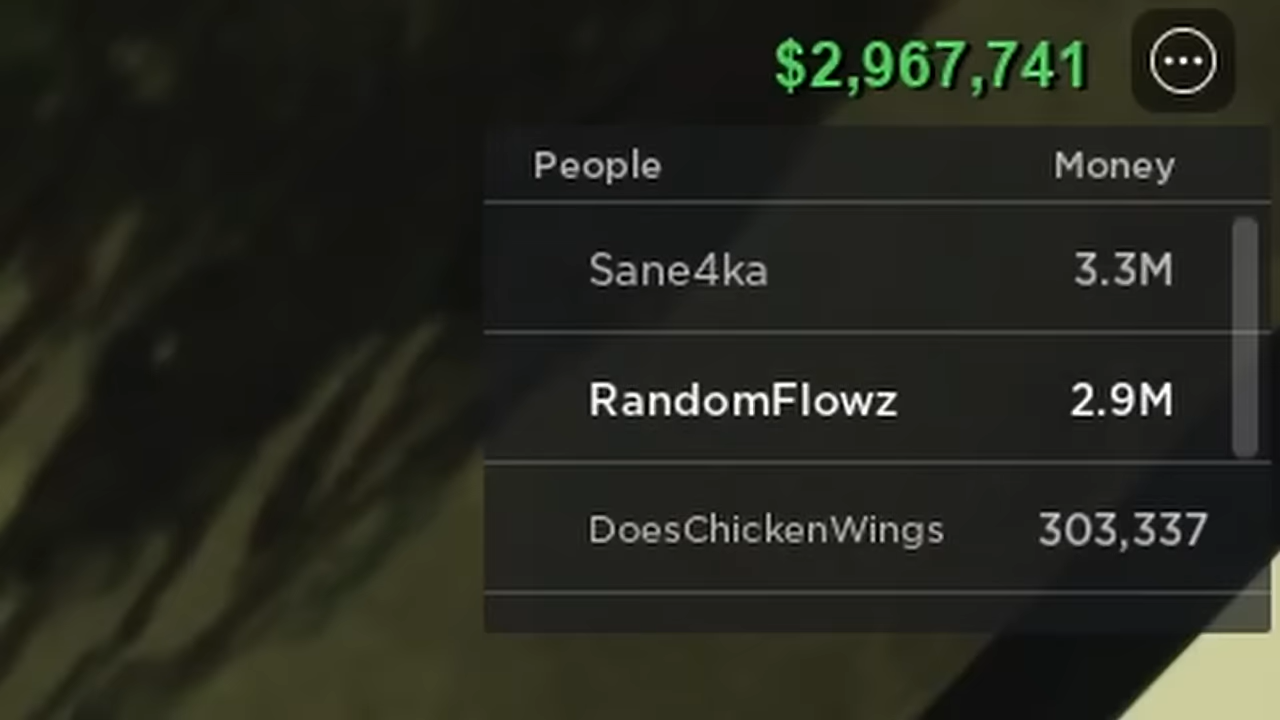 $2,967,741
People Money
Sane4ka 3.3M
RandomFlowz 2.9M
DoesChickenWings 303,337